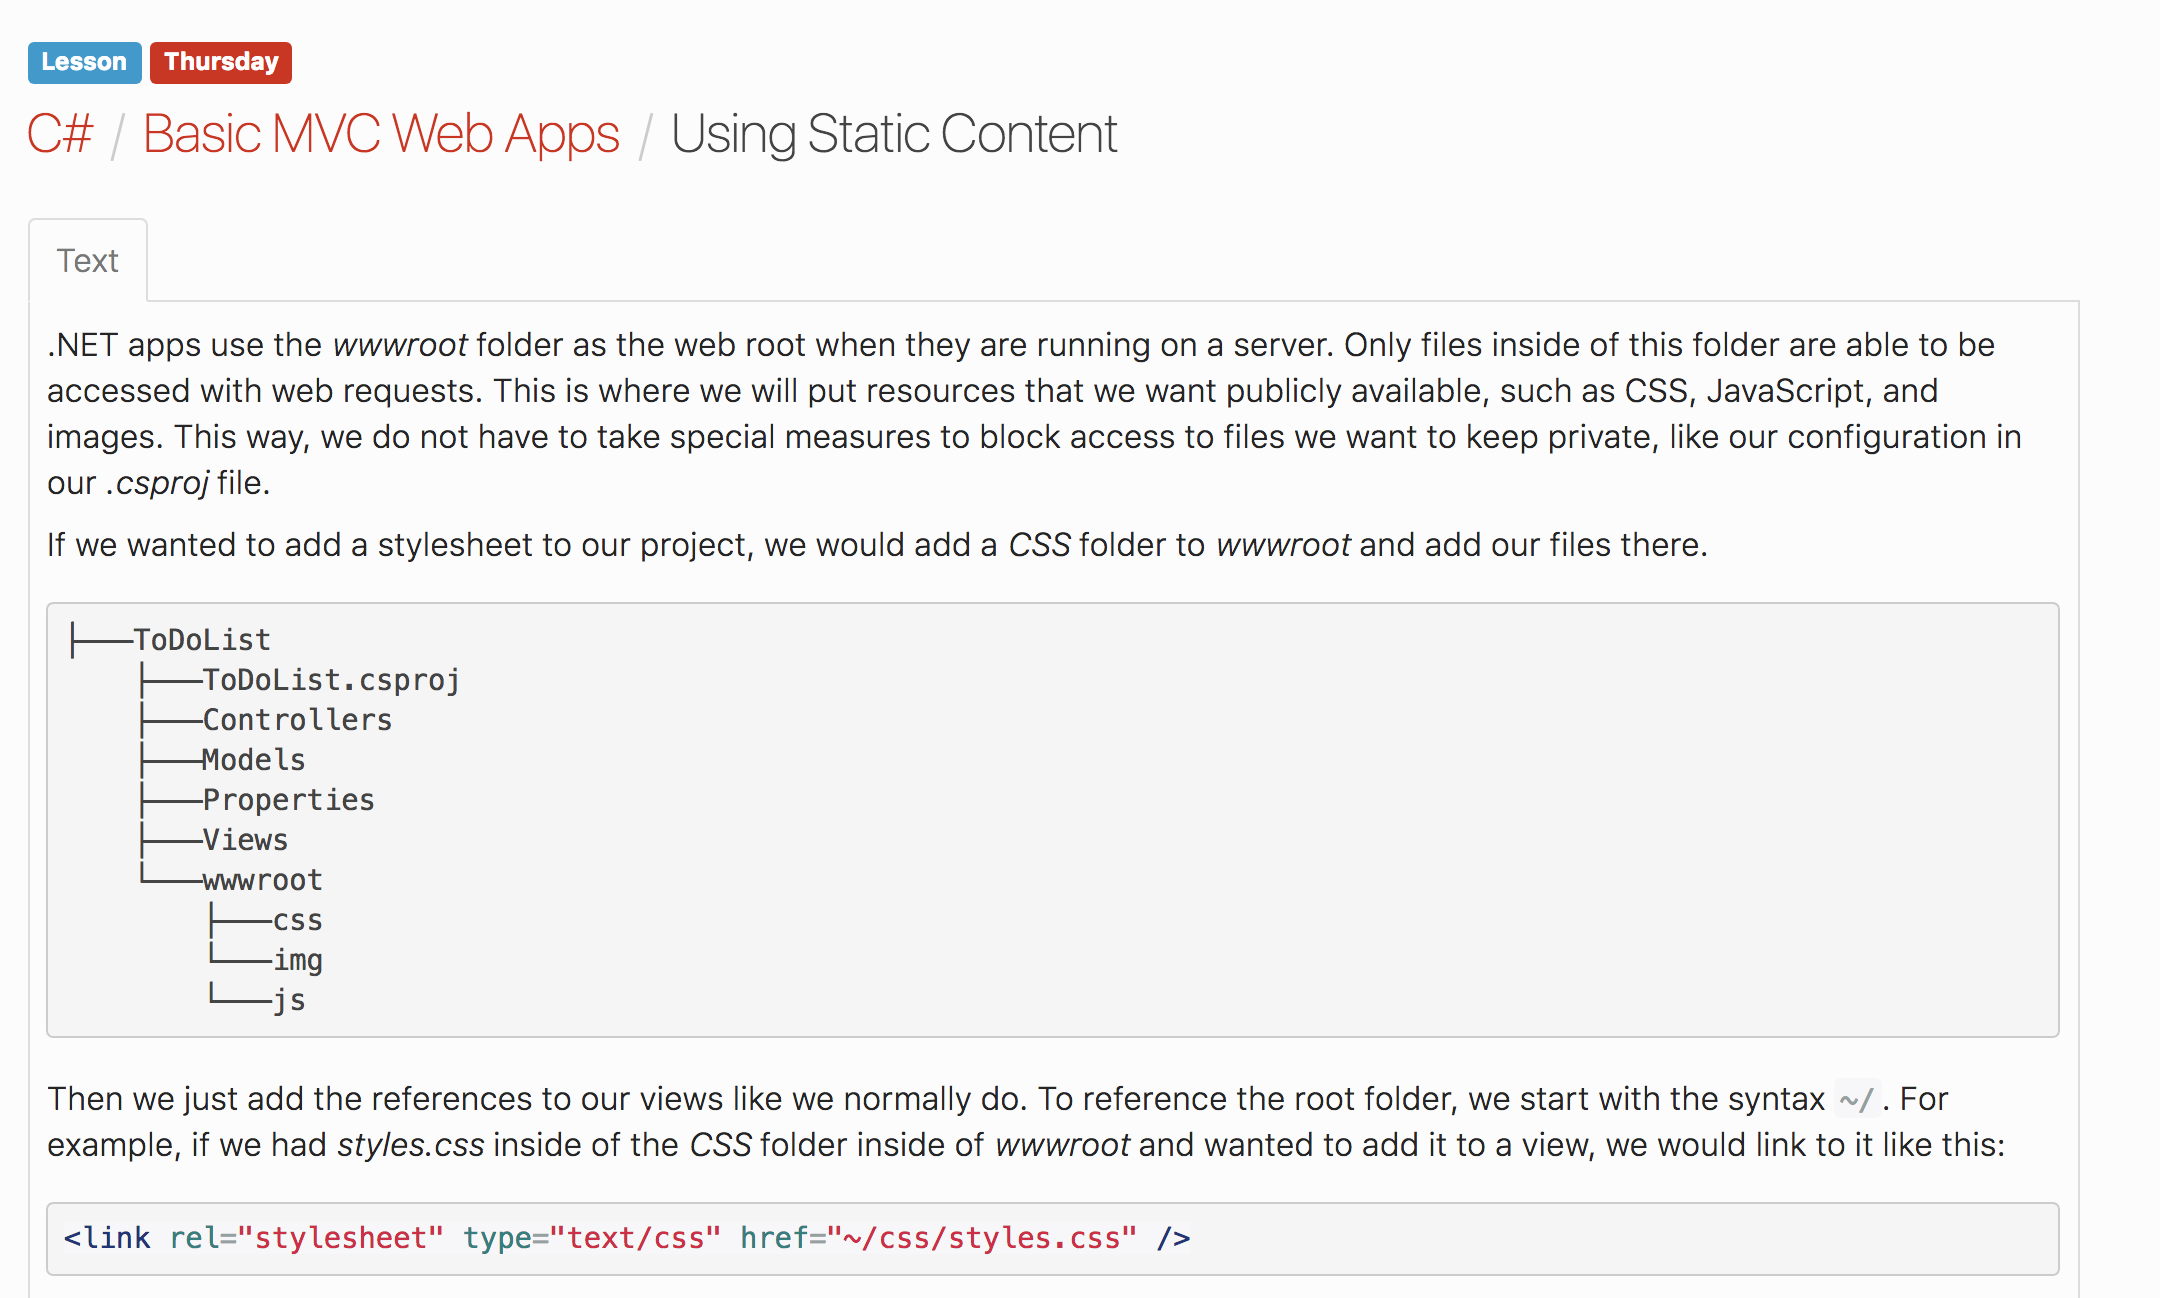 Lesson Thursday
C# / Basic MVC Web Apps / Using Static Content
Text
.NET apps use the wwwroot folder as the web root when they are running on a server. Only files inside of this folder are able to be
accessed with web requests. This is where we will put resources that we want publicly available, such as CSS, JavaScript, and
images. This way, we do not have to take special measures to block access to files we want to keep private, like our configuration in
our .csproj file.
If we wanted to add a stylesheet to our project, we would add a CSS folder to wwwroot and add our files there.
├───ToDoList
    ├───ToDoList.csproj
    ├───Controllers
    ├───Models
    ├───Properties
    ├───Views
    └───wwwroot
        ├───css
        └───img
        └───js
Then we just add the references to our views like we normally do. To reference the root folder, we start with the syntax ~/ . For
example, if we had styles.css inside of the CSS folder inside of wwwroot and wanted to add it to a view, we would link to it like this:
<link rel="stylesheet" type="text/css" href="~/css/styles.css" />